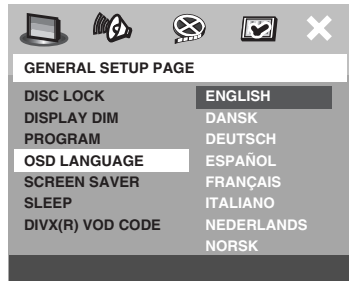 GENERAL SETUP PAGE
DISC LOCK
DISPLAY DIM
PROGRAM
OSD LANGUAGE
SCREEN SAVER
SLEEP
DIVX(R) VOD CODE
ENGLISH
DANSK
DEUTSCH
ESPAÑOL
FRANÇAIS
ITALIANO
NEDERLANDS
NORSK